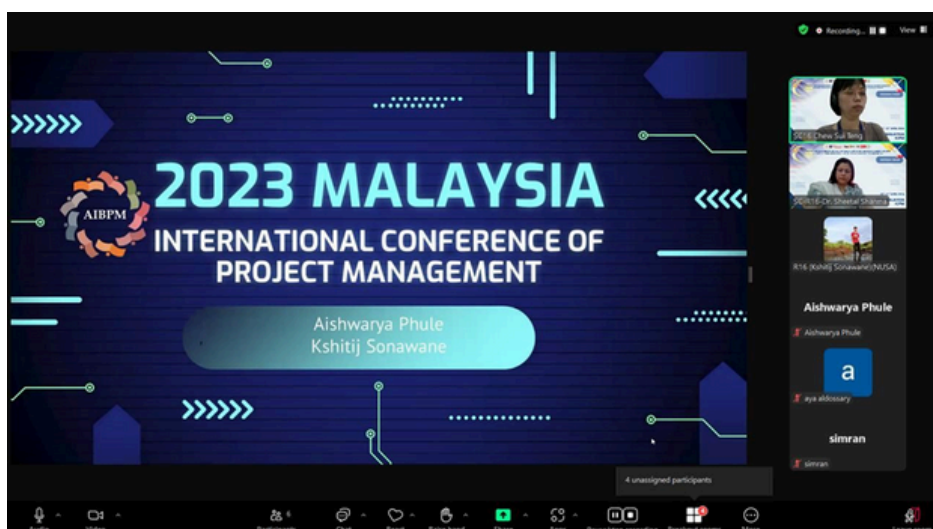 Recording...
View
AIBPM
2023 MALAYSIA
INTERNATIONAL CONFERENCE OF
PROJECT MANAGEMENT
Aishwarya Phule
Kshitij Sonawane
Chew Sui Teng
Dr. Sheetal Sharma
R16 (Kshitij Sonawane)(NUSA)
Aishwarya Phule
Aishwarya Phule
a
aya aldossary
simran
simran
4 unassigned participants